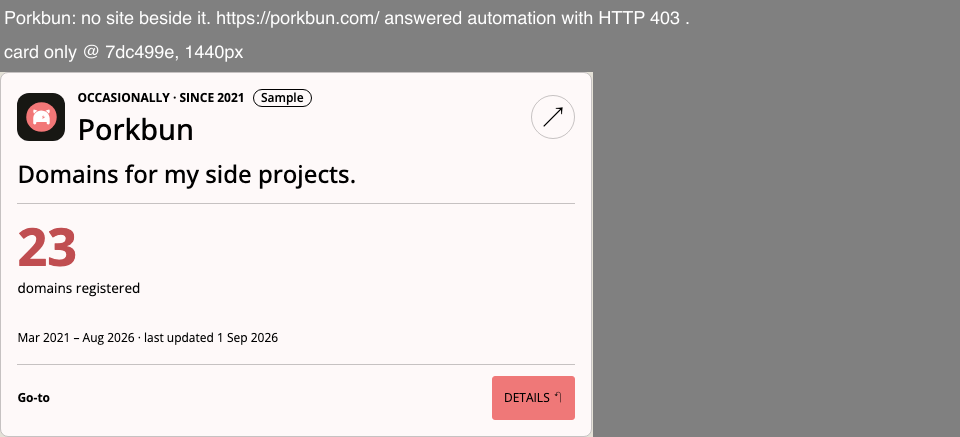 Porkbun: no site beside it. https://porkbun.com/ answered automation with HTTP 403 .
card only @ 7dc499e, 1440px
OCCASIONALLY · SINCE 2021 Sample
Porkbun
Domains for my side projects.
23
domains registered
Mar 2021 – Aug 2026 · last updated 1 Sep 2026
Go-to
DETAILS